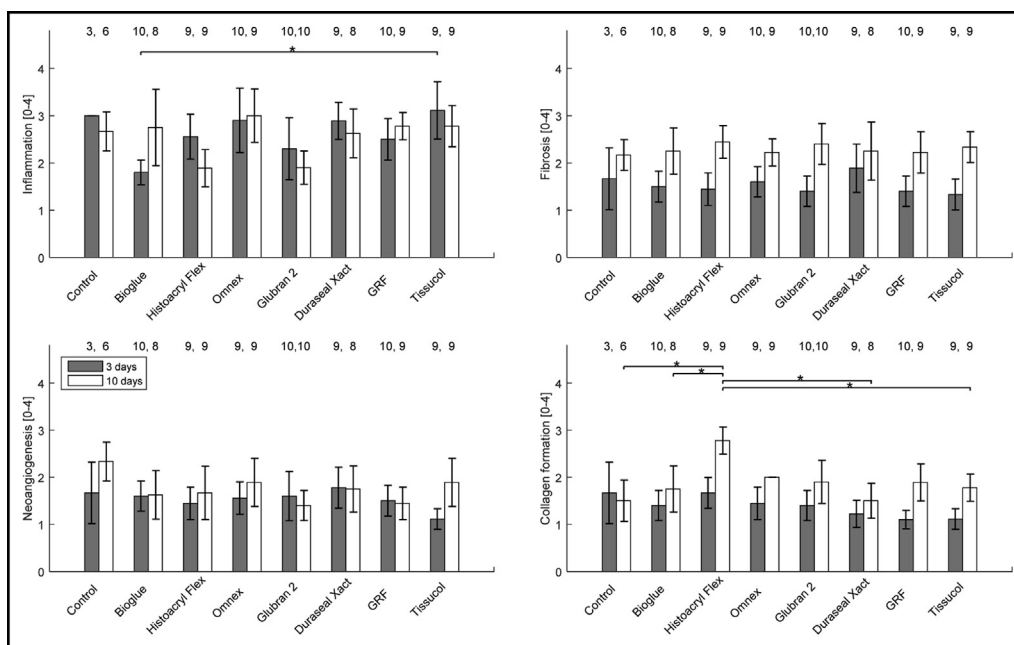 3, 6 10, 8 9, 9 10, 9 10,10 9, 8 10, 9 9, 9
*
4
3
2
1
0
Inflammation [0-4]
Control
Bioglue
Histoacryl Flex
Omnex
Glubran 2
Duraseal Xact
GRF
Tissucol
3, 6 10, 8 9, 9 10, 9 10,10 9, 8 10, 9 9, 9
4
3
2
1
0
Fibrosis [0-4]
Control
Bioglue
Histoacryl Flex
Omnex
Glubran 2
Duraseal Xact
GRF
Tissucol
3, 6 10, 8 9, 9 9, 9 10,10 9, 8 10, 9 9, 9
3 days
10 days
4
3
2
1
0
Neoangiogenesis [0-4]
Control
Bioglue
Histoacryl Flex
Omnex
Glubran 2
Duraseal Xact
GRF
Tissucol
3, 6 10, 8 9, 9 9, 9 10,10 9, 8 10, 9 9, 9
*
*
*
*
4
3
2
1
0
Collagen formation [0-4]
Control
Bioglue
Histoacryl Flex
Omnex
Glubran 2
Duraseal Xact
GRF
Tissucol